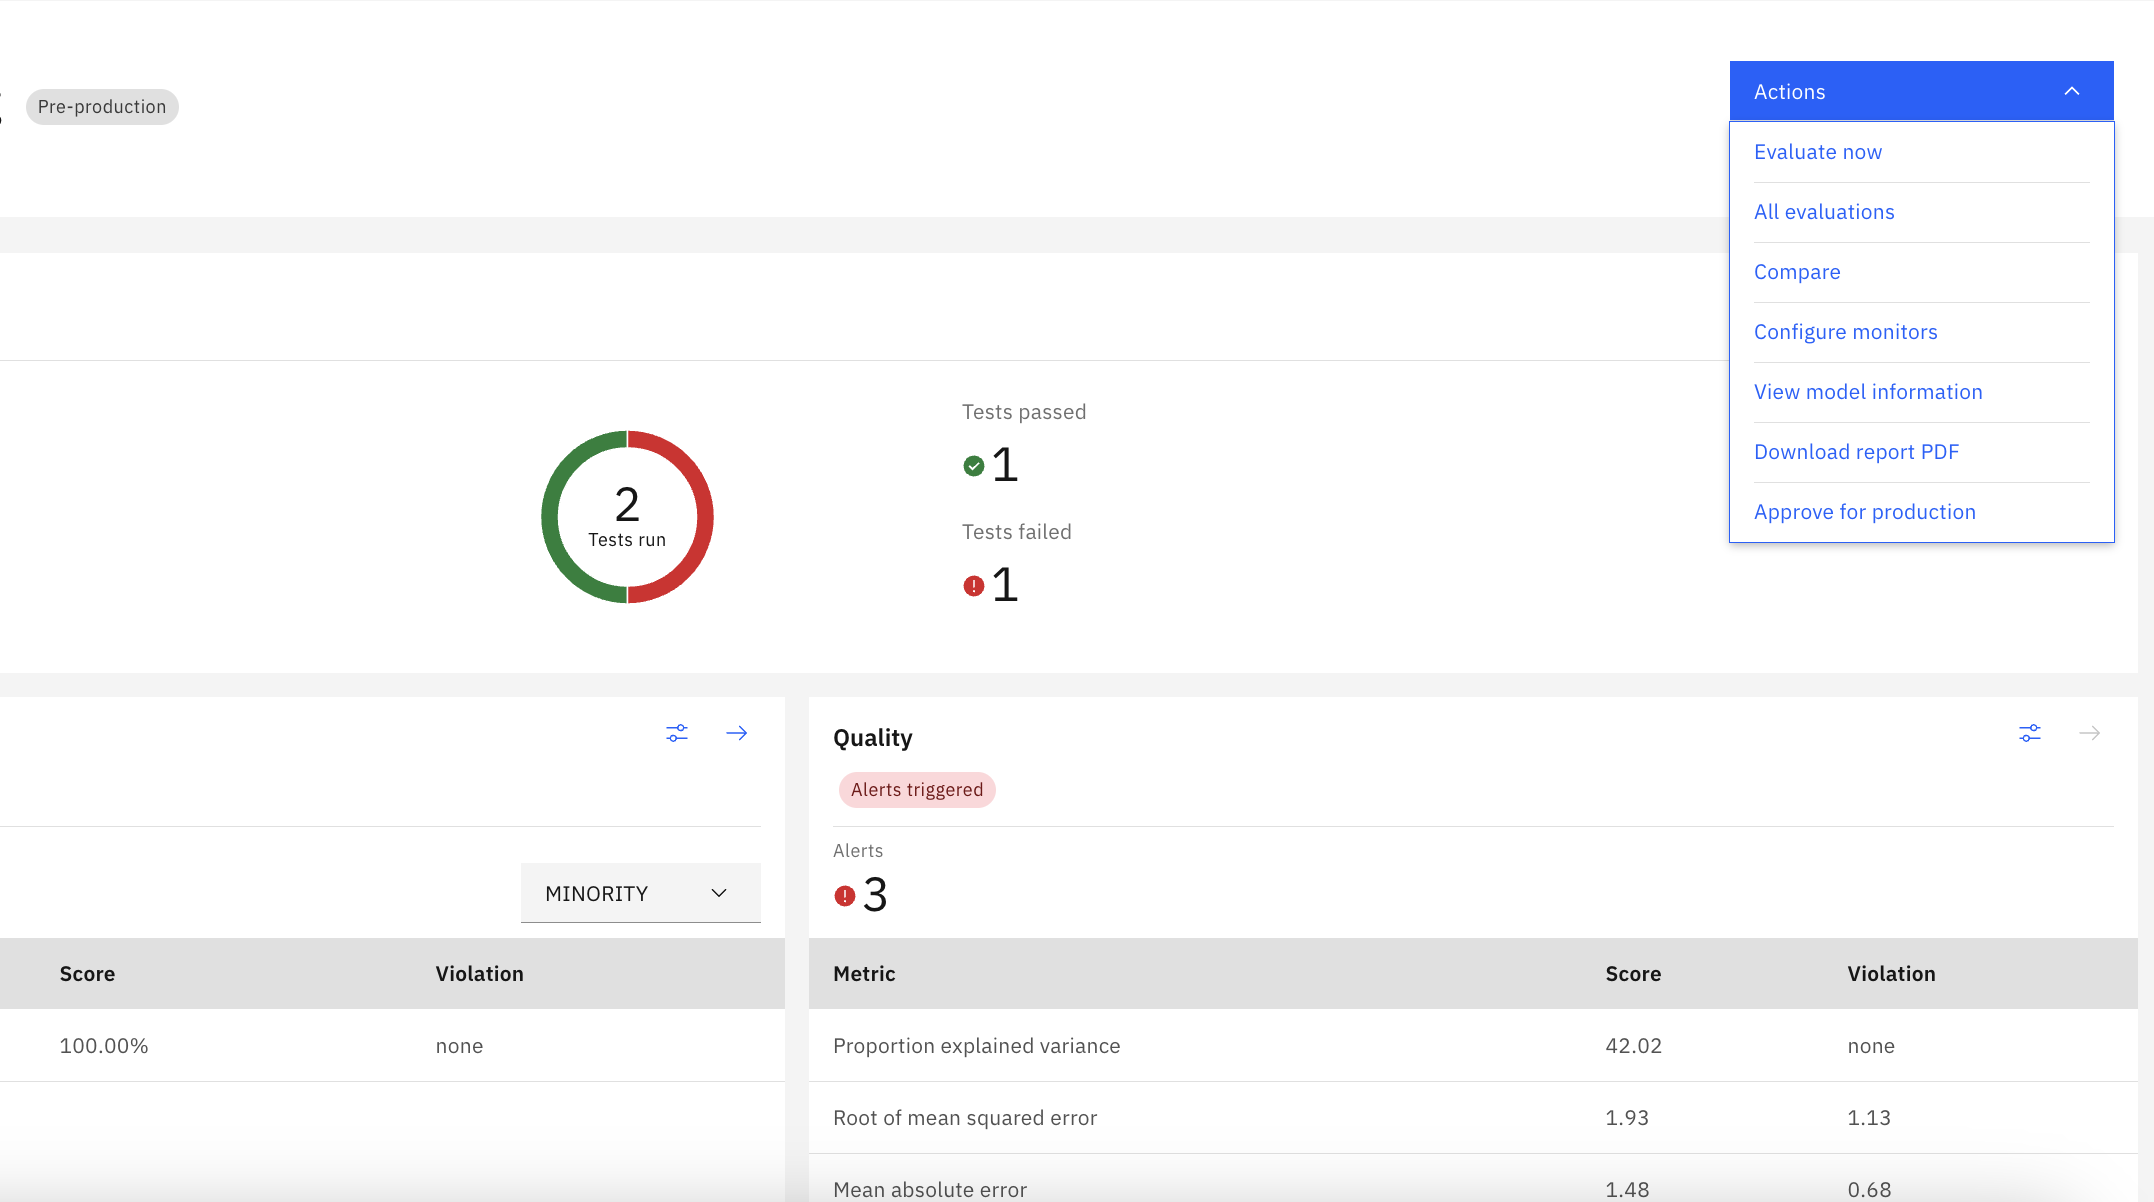 Pre-production
Actions
Evaluate now
All evaluations
Compare
Configure monitors
View model information
Download report PDF
Approve for production
2
Tests run
Tests passed
1
Tests failed
1
MINORITY
Score Violation
100.00% none
Quality
Alerts triggered
Alerts
3
Metric Score Violation
Proportion explained variance 42.02 none
Root of mean squared error 1.93 1.13
Mean absolute error 1.48 0.68